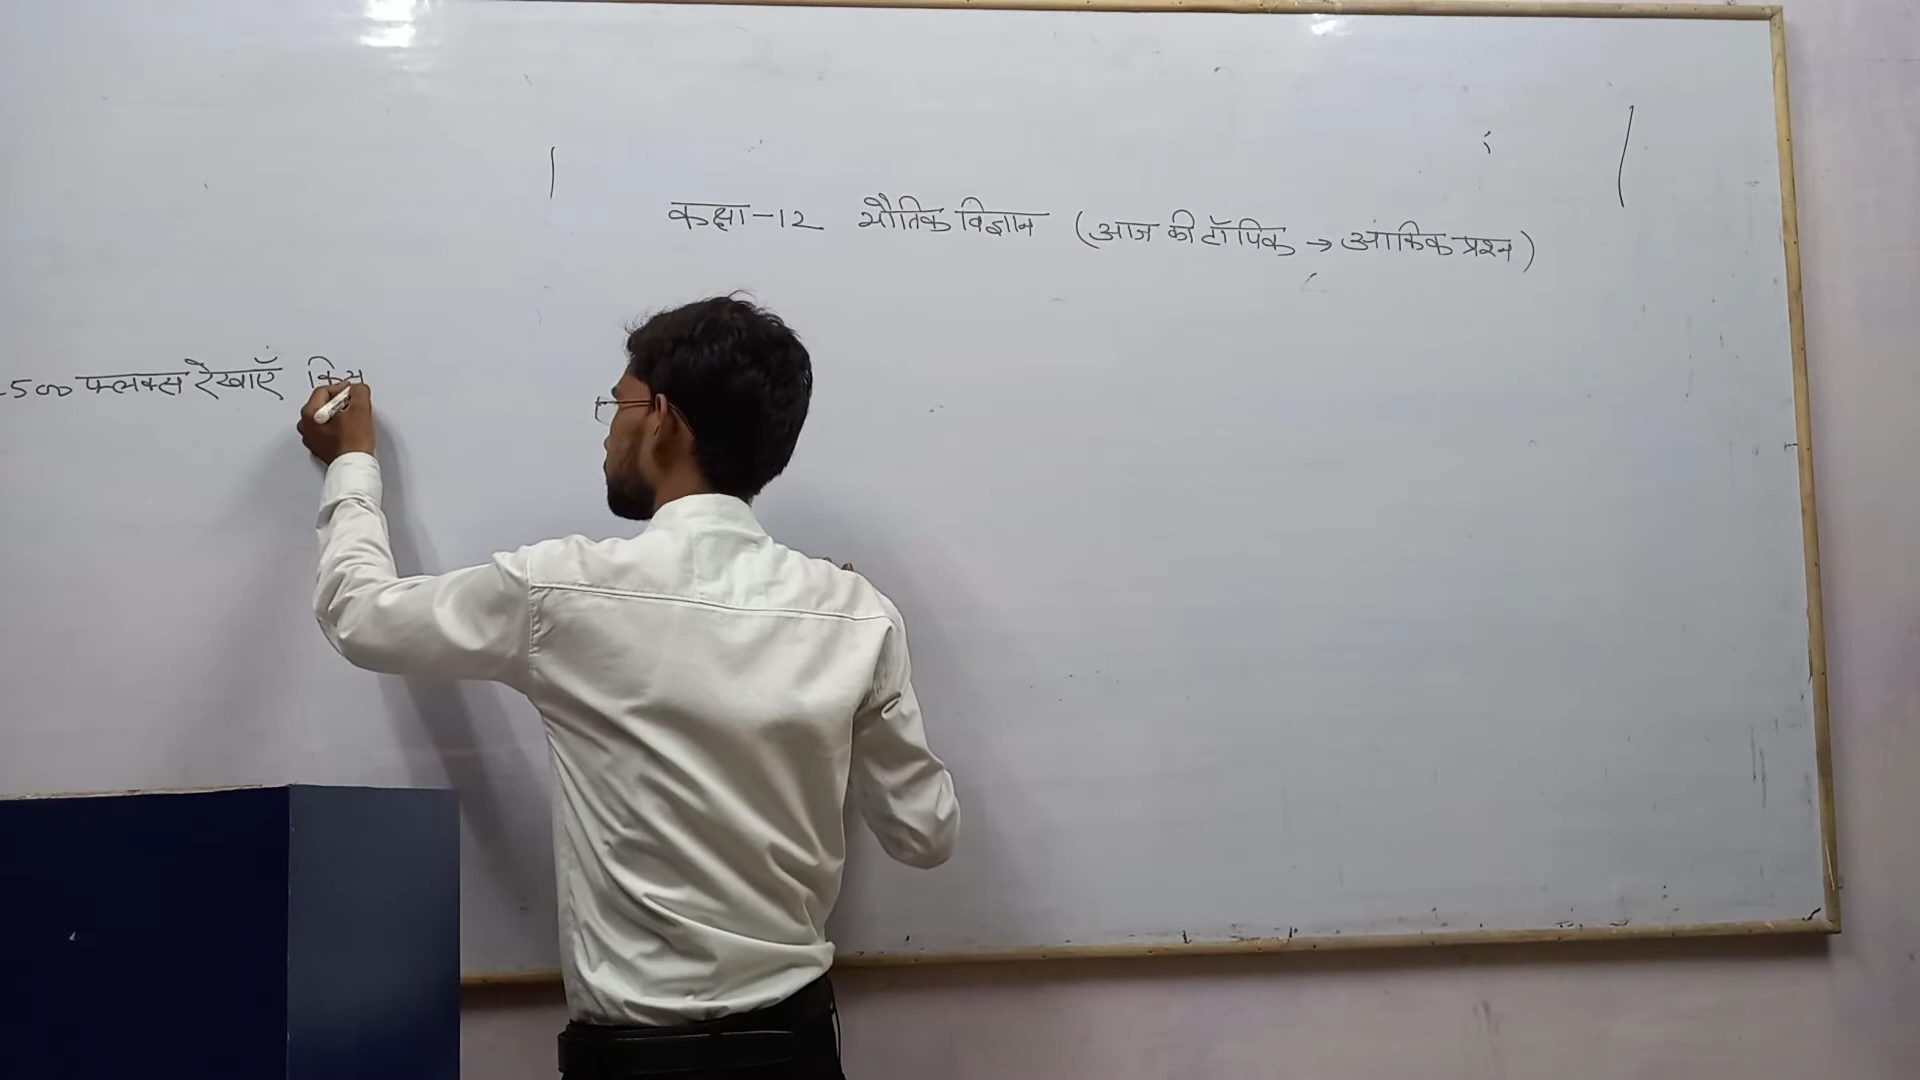 कक्षा-12 भौतिक विज्ञान (आज की टॉपिक → आंकिक प्रश्न)
500 फ्लक्स रेखाएँ किस